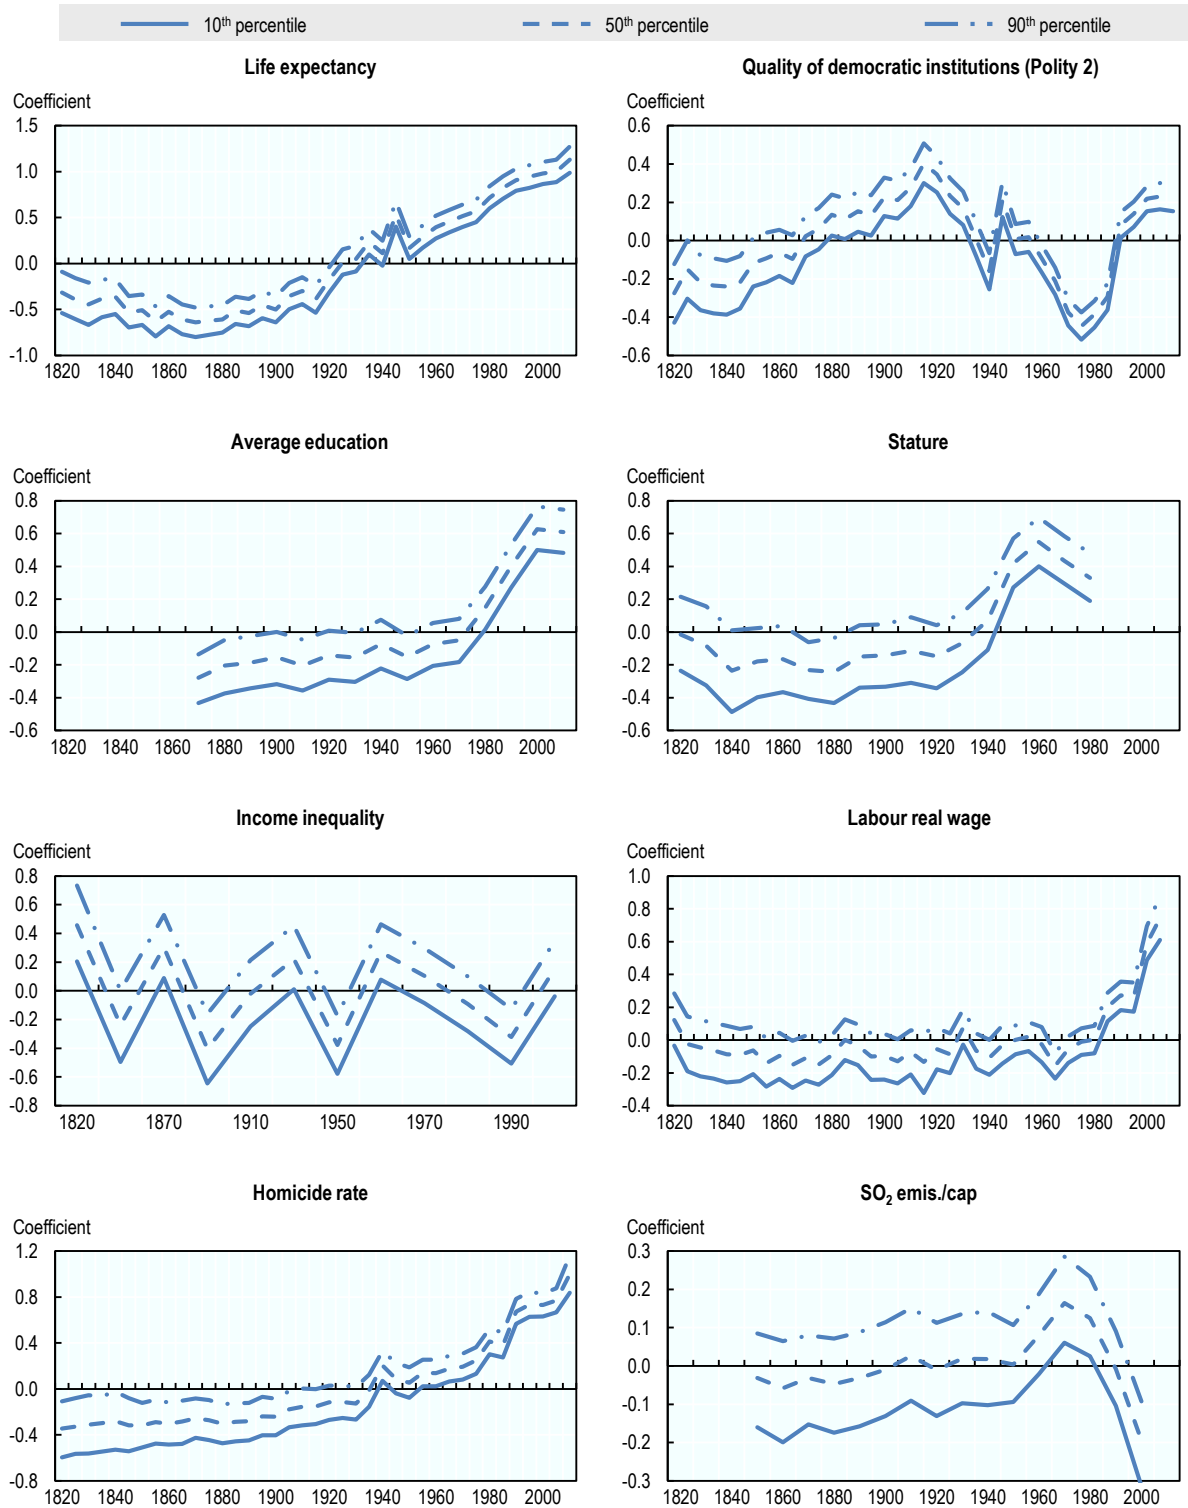 10th percentile 50th percentile 90th percentile
Life expectancy
Coefficient
1.5
1.0
0.5
0.0
-0.5
-1.0
1820 1840 1860 1880 1900 1920 1940 1960 1980 2000
Quality of democratic institutions (Polity 2)
Coefficient
0.6
0.4
0.2
0.0
-0.2
-0.4
-0.6
1820 1840 1860 1880 1900 1920 1940 1960 1980 2000
Average education
Coefficient
0.8
0.6
0.4
0.2
0.0
-0.2
-0.4
-0.6
1820 1840 1860 1880 1900 1920 1940 1960 1980 2000
Stature
Coefficient
0.8
0.6
0.4
0.2
0.0
-0.2
-0.4
-0.6
1820 1840 1860 1880 1900 1920 1940 1960 1980 2000
Income inequality
Coefficient
0.8
0.6
0.4
0.2
0.0
-0.2
-0.4
-0.6
-0.8
1820 1870 1910 1950 1970 1990
Labour real wage
Coefficient
1.0
0.8
0.6
0.4
0.2
0.0
-0.2
-0.4
1820 1840 1860 1880 1900 1920 1940 1960 1980 2000
Homicide rate
Coefficient
1.2
0.8
0.4
0.0
-0.4
-0.8
1820 1840 1860 1880 1900 1920 1940 1960 1980 2000
SO2 emis./cap
Coefficient
0.3
0.2
0.1
0.0
-0.1
-0.2
-0.3
1820 1840 1860 1880 1900 1920 1940 1960 1980 2000